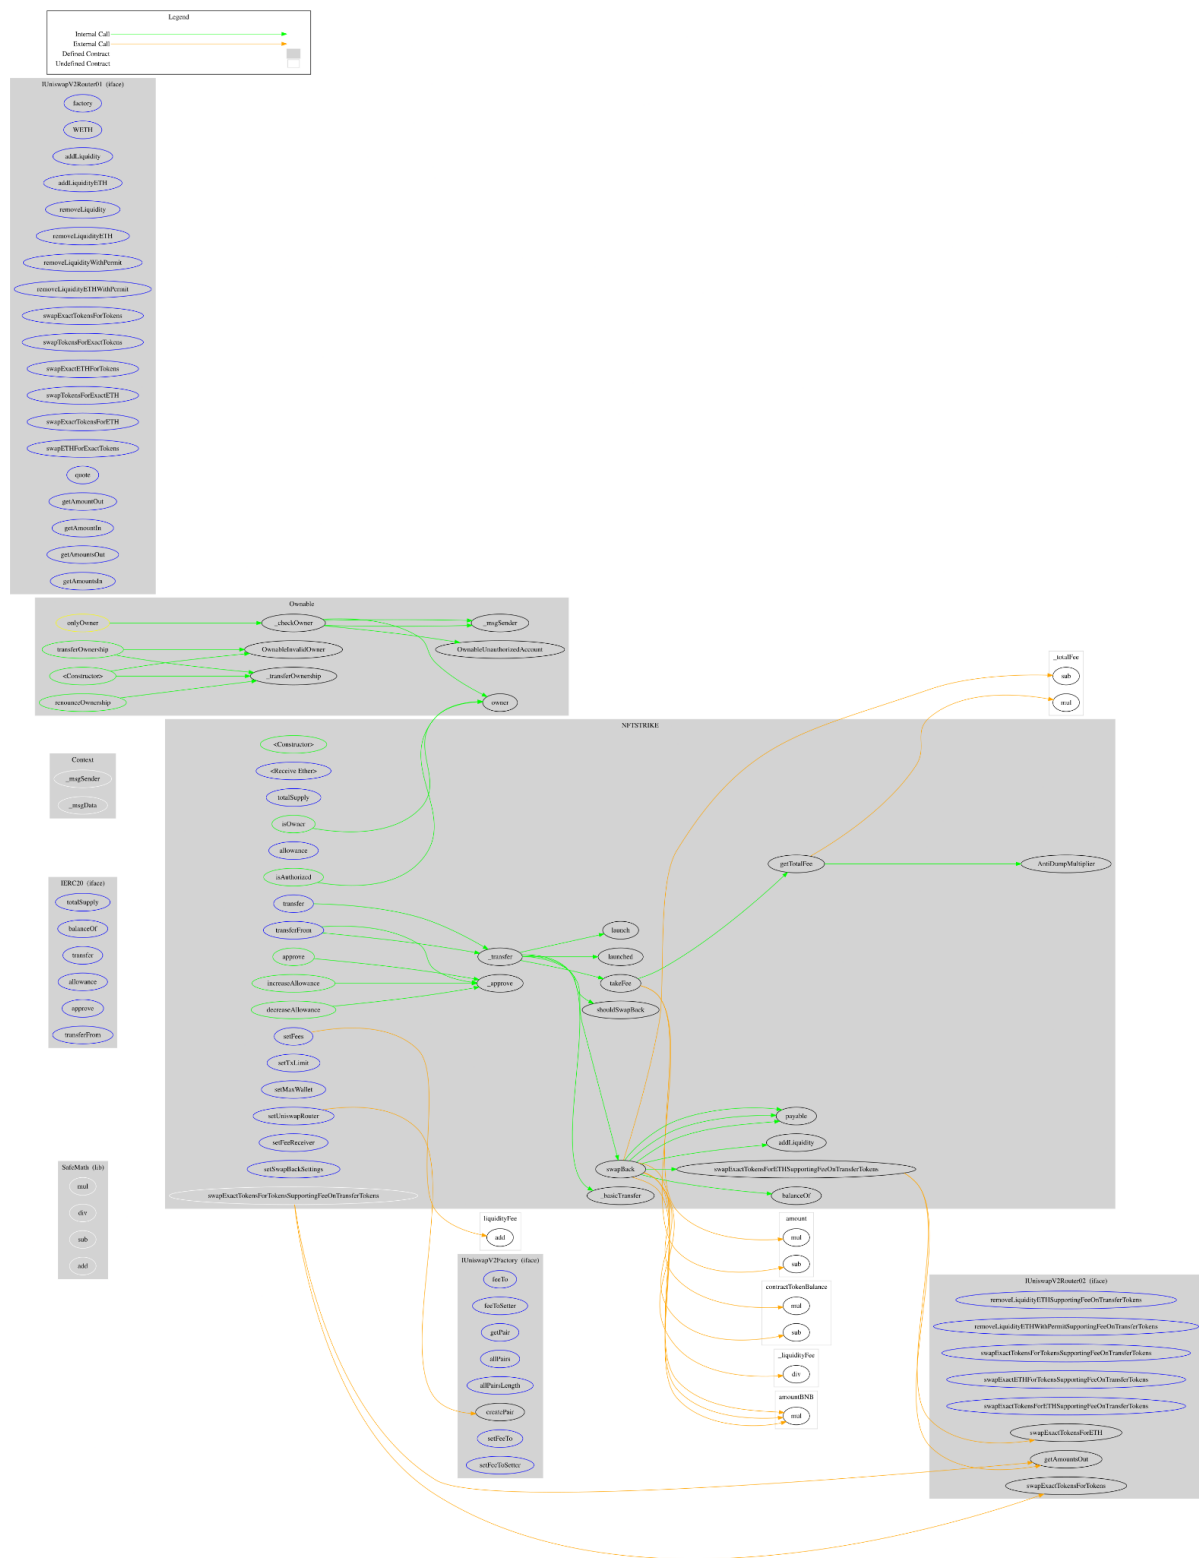 Legend
Internal Call
External Call
Defined Contract
Undefined Contract
IUniswapV2Router01 (iface)
factory
WETH
addLiquidity
addLiquidityETH
removeLiquidity
removeLiquidityETH
removeLiquidityWithPermit
removeLiquidityETHWithPermit
swapExactTokensForTokens
swapTokensForExactTokens
swapExactETHForTokens
swapTokensForExactETH
swapExactTokensForETH
swapETHForExactTokens
quote
getAmountOut
getAmountIn
getAmountsOut
getAmountsIn
Ownable
onlyOwner
_checkOwner
_msgSender
transferOwnership
OwnableInvalidOwner
OwnableUnauthorizedAccount
<Constructor>
_transferOwnership
renounceOwnership
owner
_totalFee
sub
mul
Context
_msgSender
_msgData
IERC20 (iface)
totalSupply
balanceOf
transfer
allowance
approve
transferFrom
SafeMath (lib)
mul
div
sub
add
NFTSTRIKE
<Constructor>
<Receive Ether>
totalSupply
isOwner
allowance
isAuthorized
getTotalFee
AntiDumpMultiplier
transfer
transferFrom
launch
approve
_transfer
launched
increaseAllowance
_approve
takeFee
decreaseAllowance
shouldSwapBack
setFees
setTxLimit
setMaxWallet
setUniswapRouter
payable
setFeeReceiver
addLiquidity
setSwapBackSettings
swapBack
swapExactTokensForETHSupportingFeeOnTransferTokens
swapExactTokensForTokensSupportingFeeOnTransferTokens
_basicTransfer
balanceOf
liquidityFee
add
amount
mul
sub
contractTokenBalance
mul
sub
_liquidityFee
div
amountBNB
mul
IUniswapV2Factory (iface)
feeTo
feeToSetter
getPair
allPairs
allPairsLength
createPair
setFeeTo
setFeeToSetter
IUniswapV2Router02 (iface)
removeLiquidityETHSupportingFeeOnTransferTokens
removeLiquidityETHWithPermitSupportingFeeOnTransferTokens
swapExactTokensForTokensSupportingFeeOnTransferTokens
swapExactETHForTokensSupportingFeeOnTransferTokens
swapExactTokensForETHSupportingFeeOnTransferTokens
swapExactTokensForETH
getAmountsOut
swapExactTokensForTokens